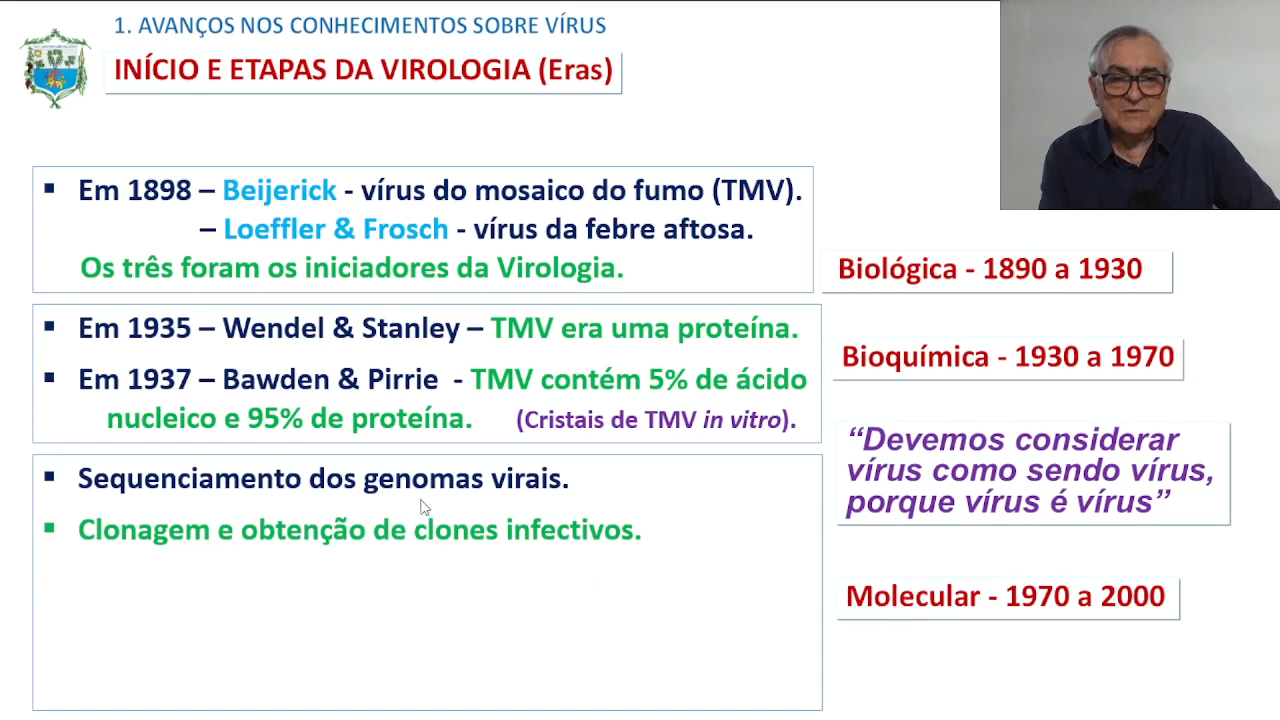 1. AVANÇOS NOS CONHECIMENTOS SOBRE VÍRUS
INÍCIO E ETAPAS DA VIROLOGIA (Eras)
▪ Em 1898 – Beijerick - vírus do mosaico do fumo (TMV).
– Loeffler & Frosch - vírus da febre aftosa.
Os três foram os iniciadores da Virologia.
Biológica - 1890 a 1930
▪ Em 1935 – Wendel & Stanley – TMV era uma proteína.
▪ Em 1937 – Bawden & Pirrie - TMV contém 5% de ácido
nucleico e 95% de proteína. (Cristais de TMV in vitro).
Bioquímica - 1930 a 1970
“Devemos considerar
vírus como sendo vírus,
porque vírus é vírus”
▪ Sequenciamento dos genomas virais.
▪ Clonagem e obtenção de clones infectivos.
Molecular - 1970 a 2000